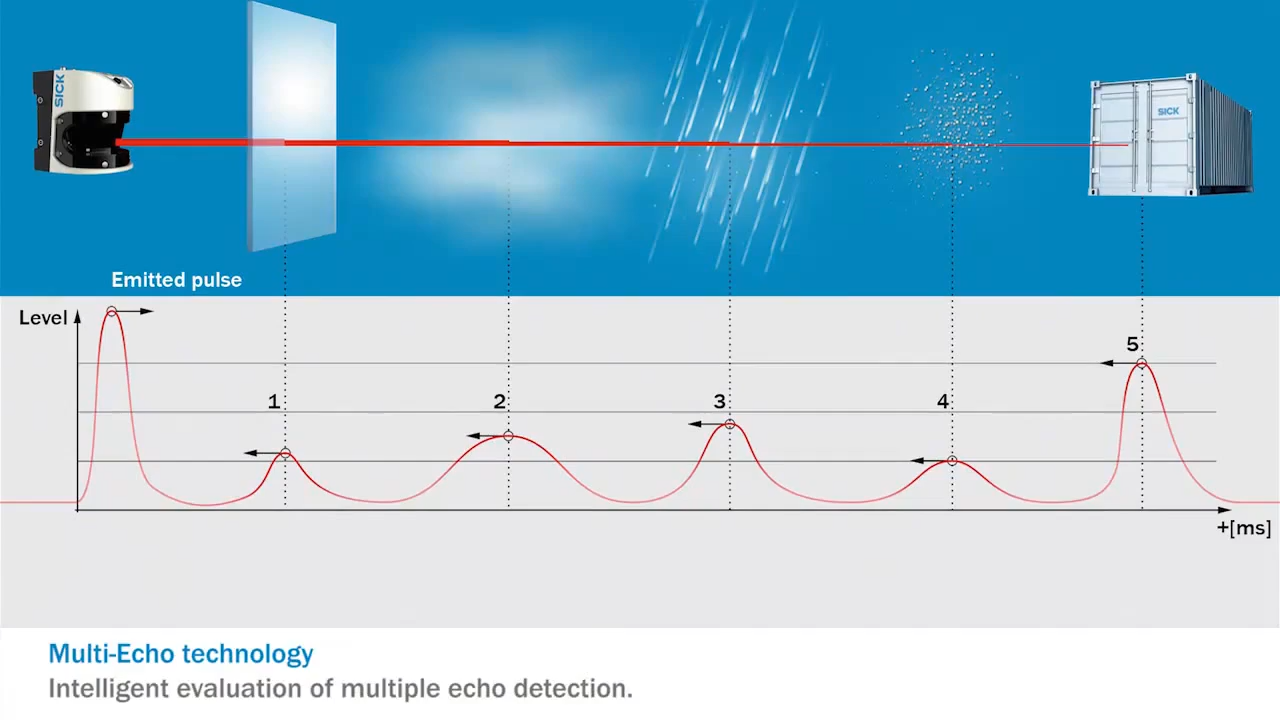 SICK
SICK
Emitted pulse
Level
1
2
3
4
5
+[ms]
Multi-Echo technology
Intelligent evaluation of multiple echo detection.